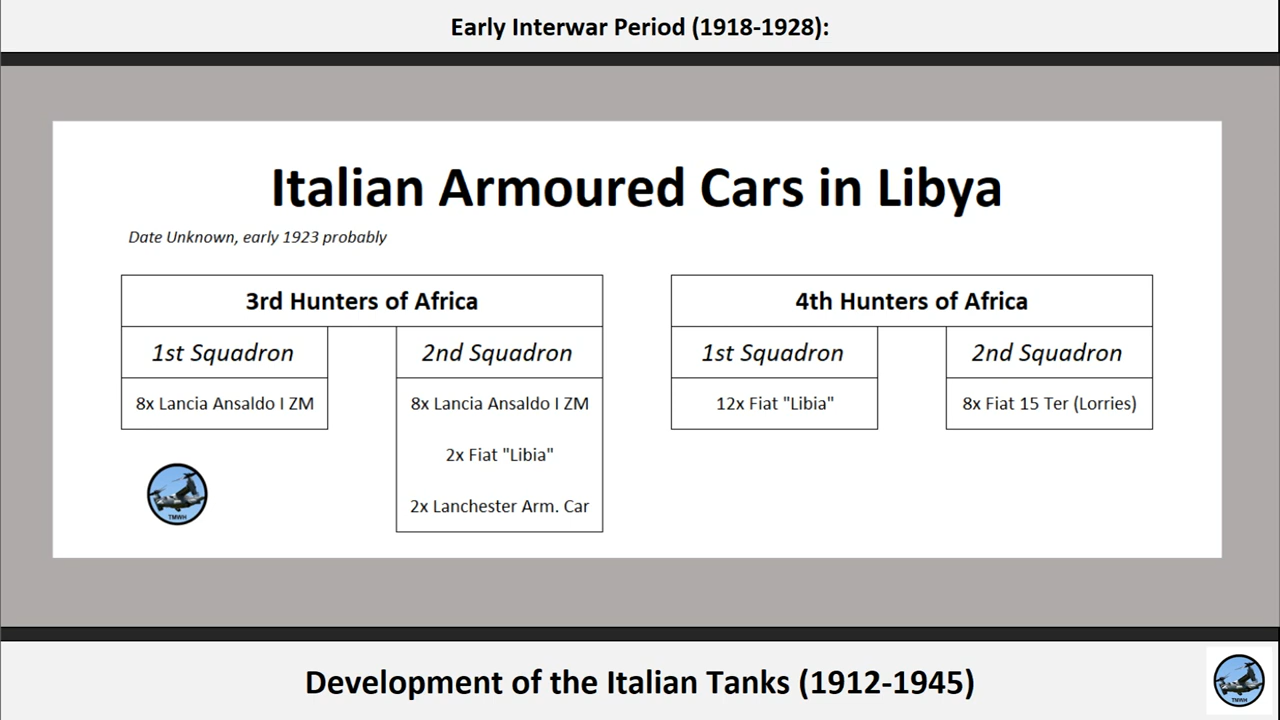 Early Interwar Period (1918-1928):
Italian Armoured Cars in Libya
Date Unknown, early 1923 probably
3rd Hunters of Africa
1st Squadron
8x Lancia Ansaldo I ZM
2nd Squadron
8x Lancia Ansaldo I ZM
2x Fiat "Libia"
2x Lanchester Arm. Car
4th Hunters of Africa
1st Squadron
12x Fiat "Libia"
2nd Squadron
8x Fiat 15 Ter (Lorries)
TMWH
Development of the Italian Tanks (1912-1945)
TMWH